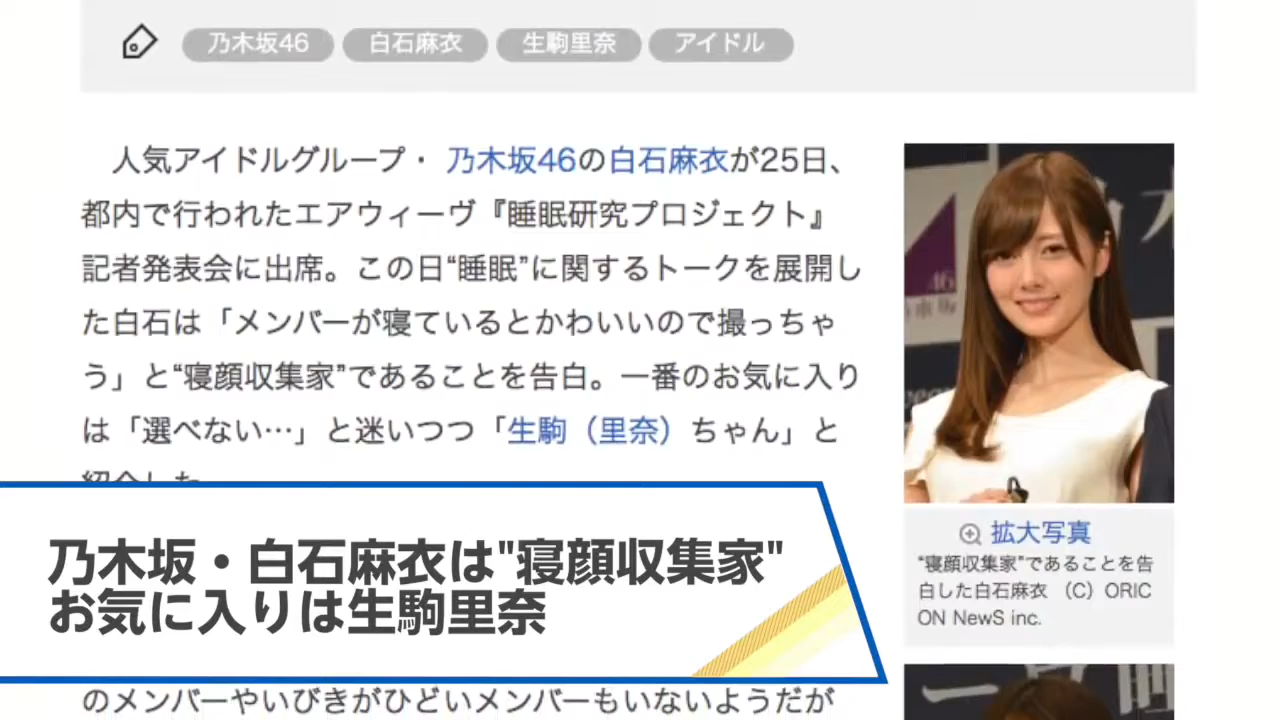 乃木坂46
白石麻衣
生駒里奈
アイドル
人気アイドルグループ・ 乃木坂46の白石麻衣が25日、
都内で行われたエアウィーヴ『睡眠研究プロジェクト』
記者発表会に出席。この日“睡眠”に関するトークを展開し
た白石は「メンバーが寝ているとかわいいので撮っちゃ
う」と“寝顔収集家”であることを告白。一番のお気に入り
は「選べない…」と迷いつつ「生駒（里奈）ちゃん」と
乃木坂・白石麻衣は"寝顔収集家"
お気に入りは生駒里奈
のメンバーやいびきがひどいメンバーもいないようだが
46
拡大写真
“寝顔収集家”であることを告
白した白石麻衣 （C）ORIC
ON NewS inc.